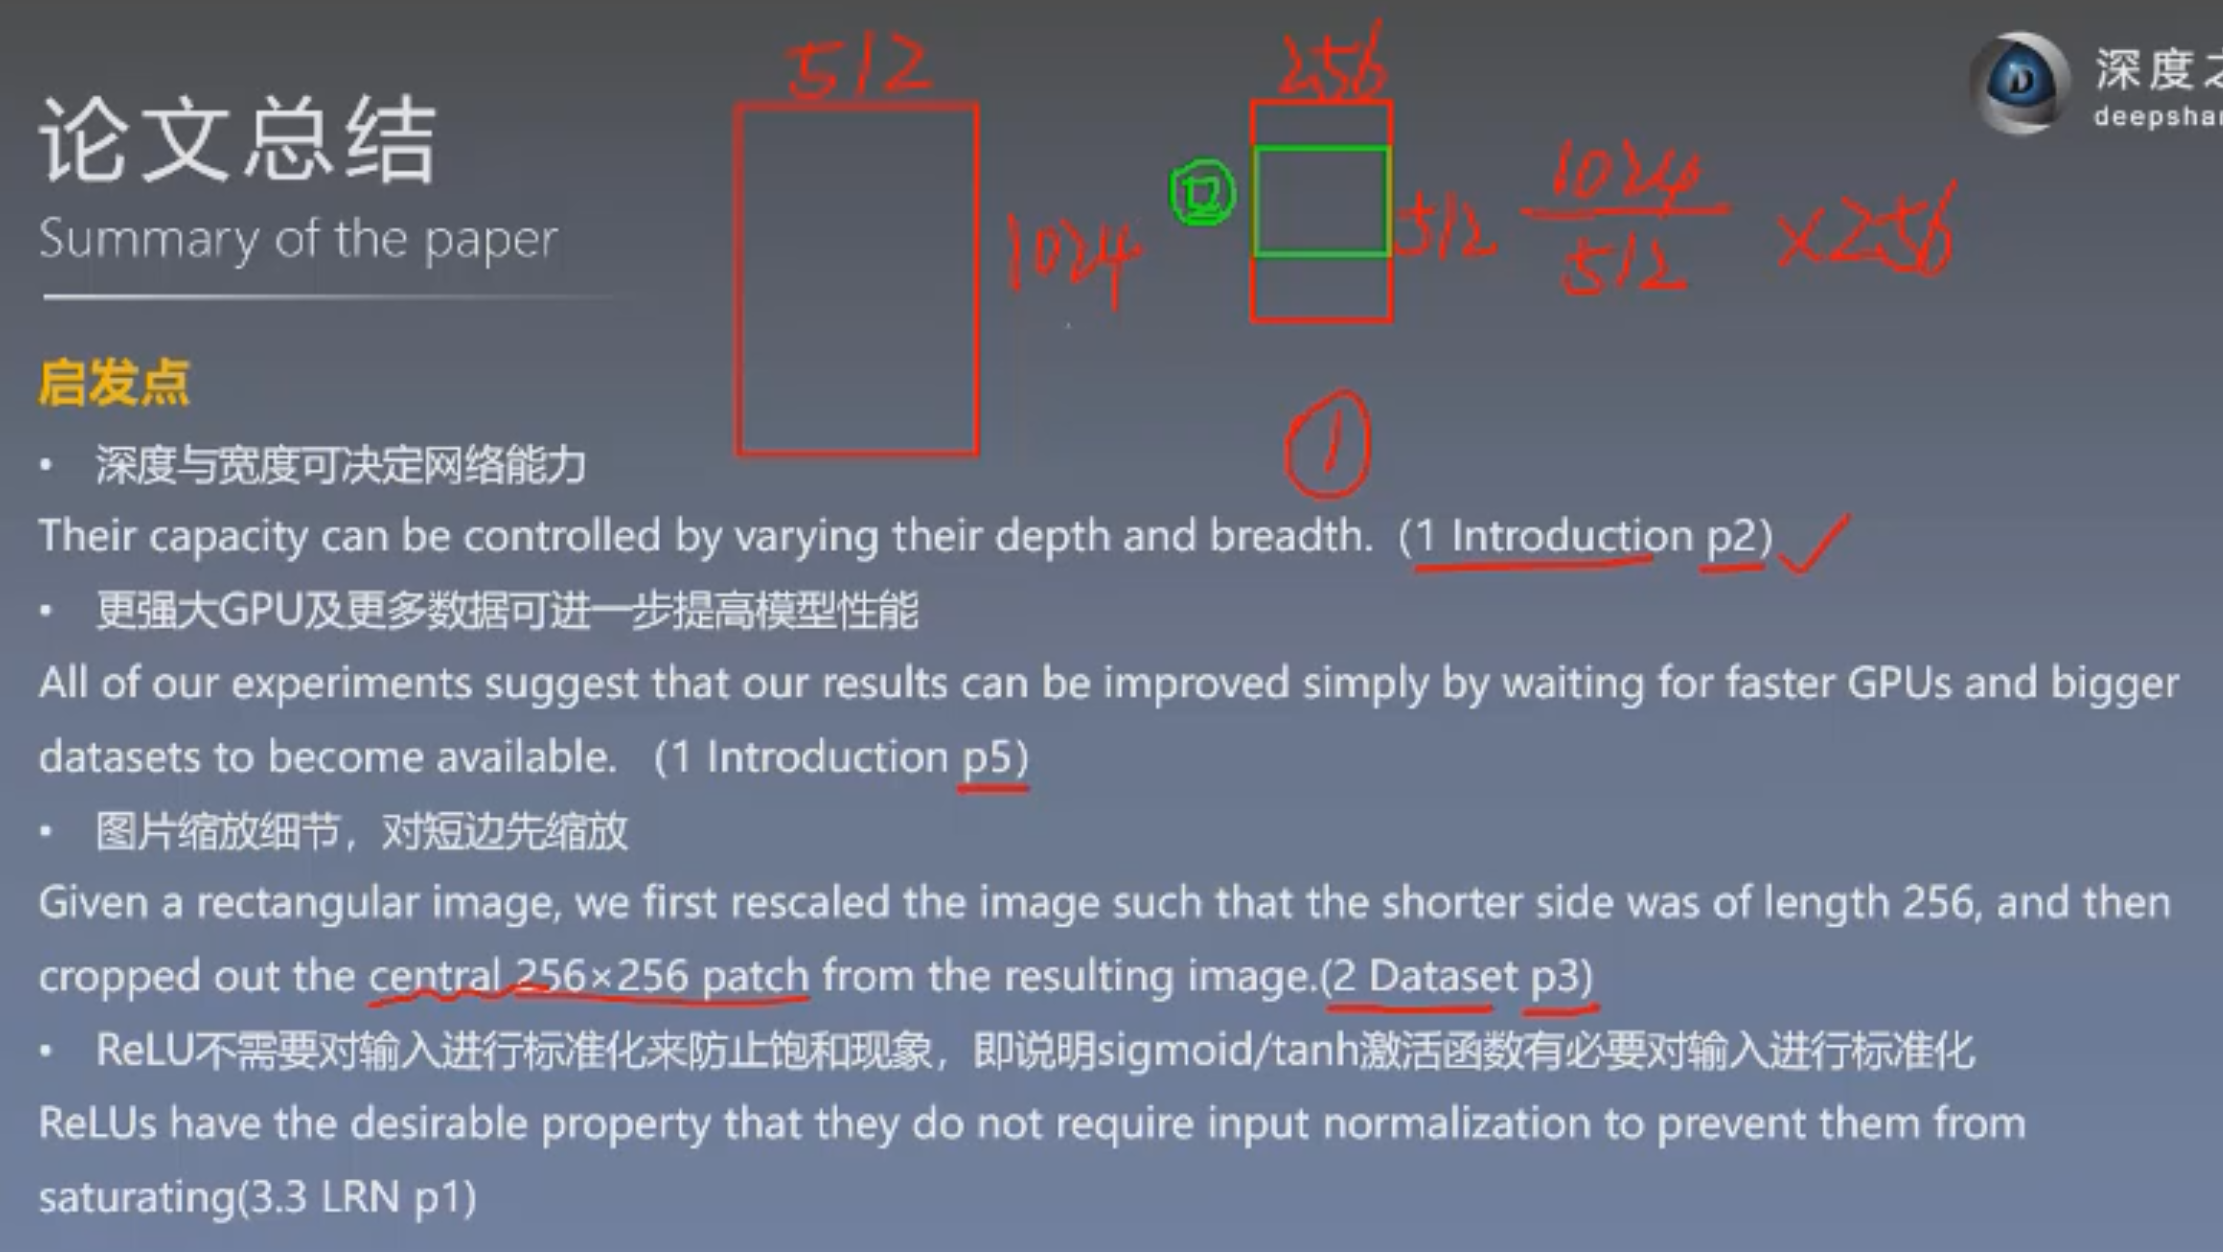 512
256
深度之
deepshar
论文总结
1024
512
1024
512
×256
Summary of the paper
启发点
①
• 深度与宽度可决定网络能力
Their capacity can be controlled by varying their depth and breadth. (1 Introduction p2)
• 更强大GPU及更多数据可进一步提高模型性能
All of our experiments suggest that our results can be improved simply by waiting for faster GPUs and bigger
datasets to become available. (1 Introduction p5)
• 图片缩放细节，对短边先缩放
Given a rectangular image, we first rescaled the image such that the shorter side was of length 256, and then
cropped out the central 256×256 patch from the resulting image.(2 Dataset p3)
• ReLU不需要对输入进行标准化来防止饱和现象，即说明sigmoid/tanh激活函数有必要对输入进行标准化
ReLUs have the desirable property that they do not require input normalization to prevent them from
saturating(3.3 LRN p1)